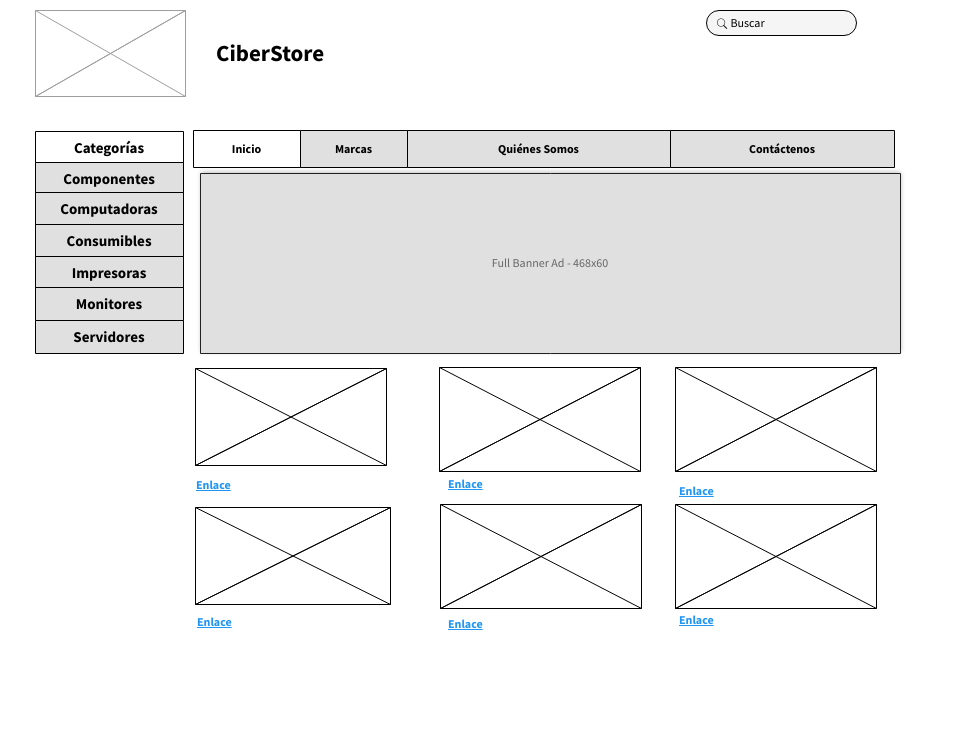 Buscar
CiberStore
Categorías
Componentes
Computadoras
Consumibles
Impresoras
Monitores
Servidores
Inicio
Marcas
Quiénes Somos
Contáctenos
Full Banner Ad - 468x60
Enlace
Enlace
Enlace
Enlace
Enlace
Enlace